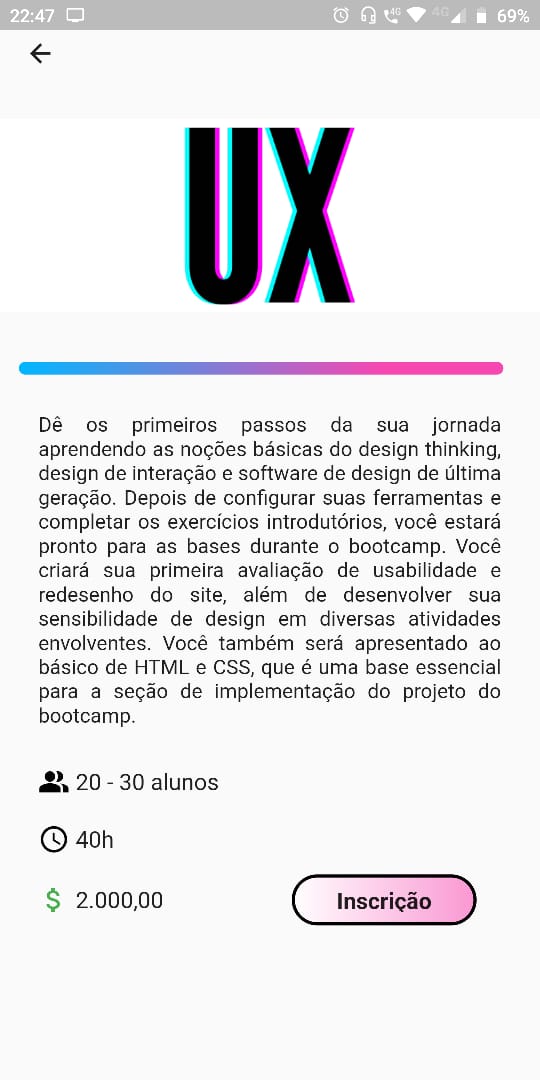 22:47 4G 4G 69%
UX
Dê os primeiros passos da sua jornada
aprendendo as noções básicas do design thinking,
design de interação e software de design de última
geração. Depois de configurar suas ferramentas e
completar os exercícios introdutórios, você estará
pronto para as bases durante o bootcamp. Você
criará sua primeira avaliação de usabilidade e
redesenho do site, além de desenvolver sua
sensibilidade de design em diversas atividades
envolventes. Você também será apresentado ao
básico de HTML e CSS, que é uma base essencial
para a seção de implementação do projeto do
bootcamp.
20 - 30 alunos
40h
$ 2.000,00 Inscrição